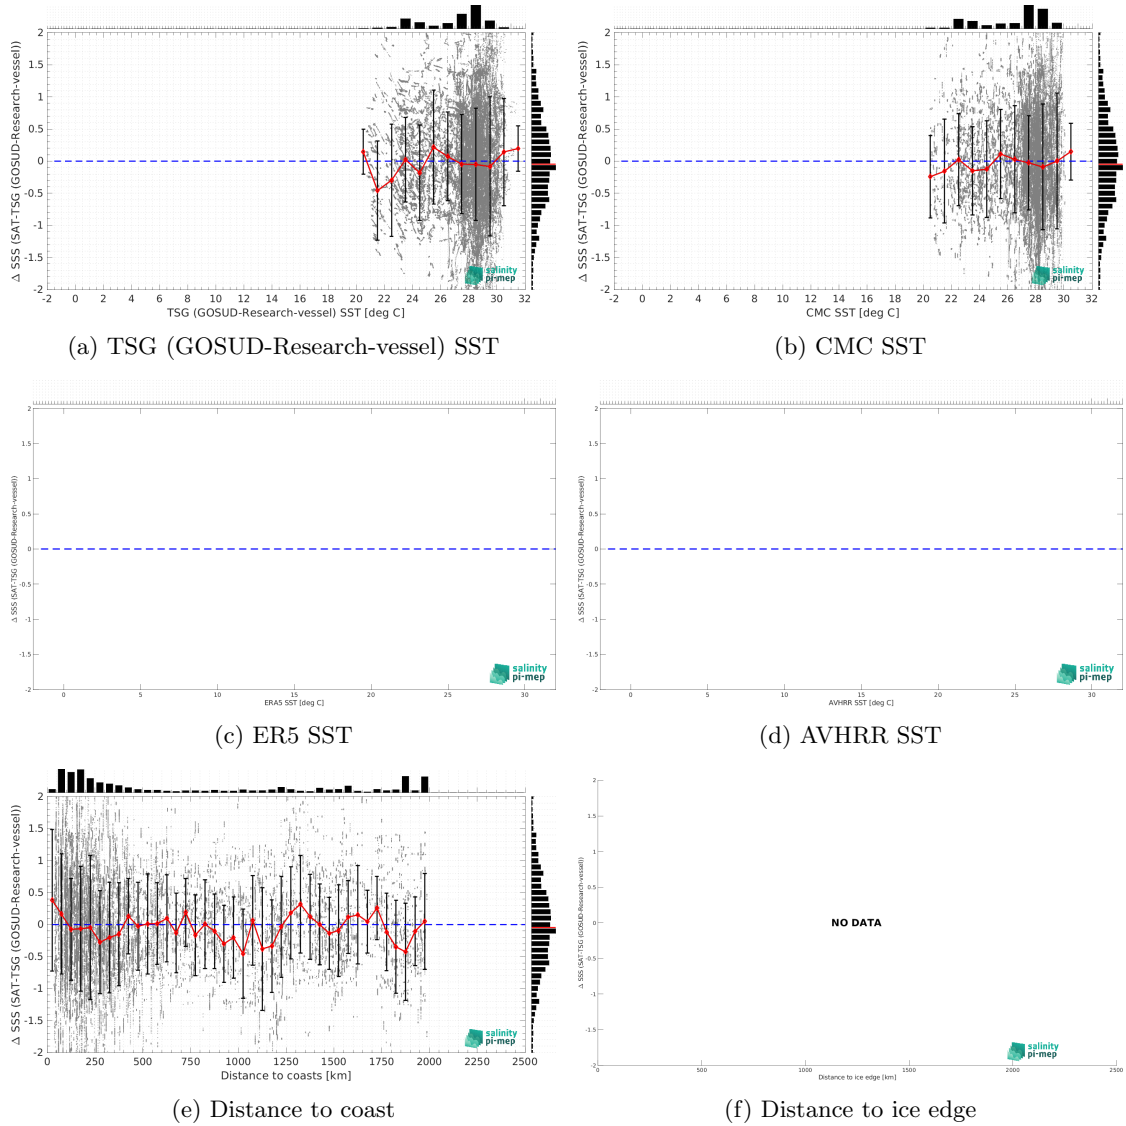 Δ SSS (SAT-TSG (GOSUD-Research-vessel))
2
1.5
1
0.5
0
-0.5
-1
-1.5
-2
-2 0 2 4 6 8 10 12 14 16 18 20 22 24 26 28 30 32
TSG (GOSUD-Research-vessel) SST [deg C]
salinity
pi-mep
(a) TSG (GOSUD-Research-vessel) SST
Δ SSS (SAT-TSG (GOSUD-Research-vessel))
2
1.5
1
0.5
0
-0.5
-1
-1.5
-2
-2 0 2 4 6 8 10 12 14 16 18 20 22 24 26 28 30 32
CMC SST [deg C]
salinity
pi-mep
(b) CMC SST
Δ SSS (SAT-TSG (GOSUD-Research-vessel))
2
1.5
1
0.5
0
-0.5
-1
-1.5
-2
0 5 10 15 20 25 30
ERA5 SST [deg C]
salinity
pi-mep
(c) ER5 SST
Δ SSS (SAT-TSG (GOSUD-Research-vessel))
2
1.5
1
0.5
0
-0.5
-1
-1.5
-2
0 5 10 15 20 25 30
AVHRR SST [deg C]
salinity
pi-mep
(d) AVHRR SST
Δ SSS (SAT-TSG (GOSUD-Research-vessel))
2
1.5
1
0.5
0
-0.5
-1
-1.5
-2
0 250 500 750 1000 1250 1500 1750 2000 2250 2500
Distance to coasts [km]
salinity
pi-mep
(e) Distance to coast
Δ SSS (SAT-TSG (GOSUD-Research-vessel))
2
1.5
1
0.5
0
-0.5
-1
-1.5
-2
NO DATA
0 500 1000 1500 2000 2500
Distance to ice edge [km]
salinity
pi-mep
(f) Distance to ice edge